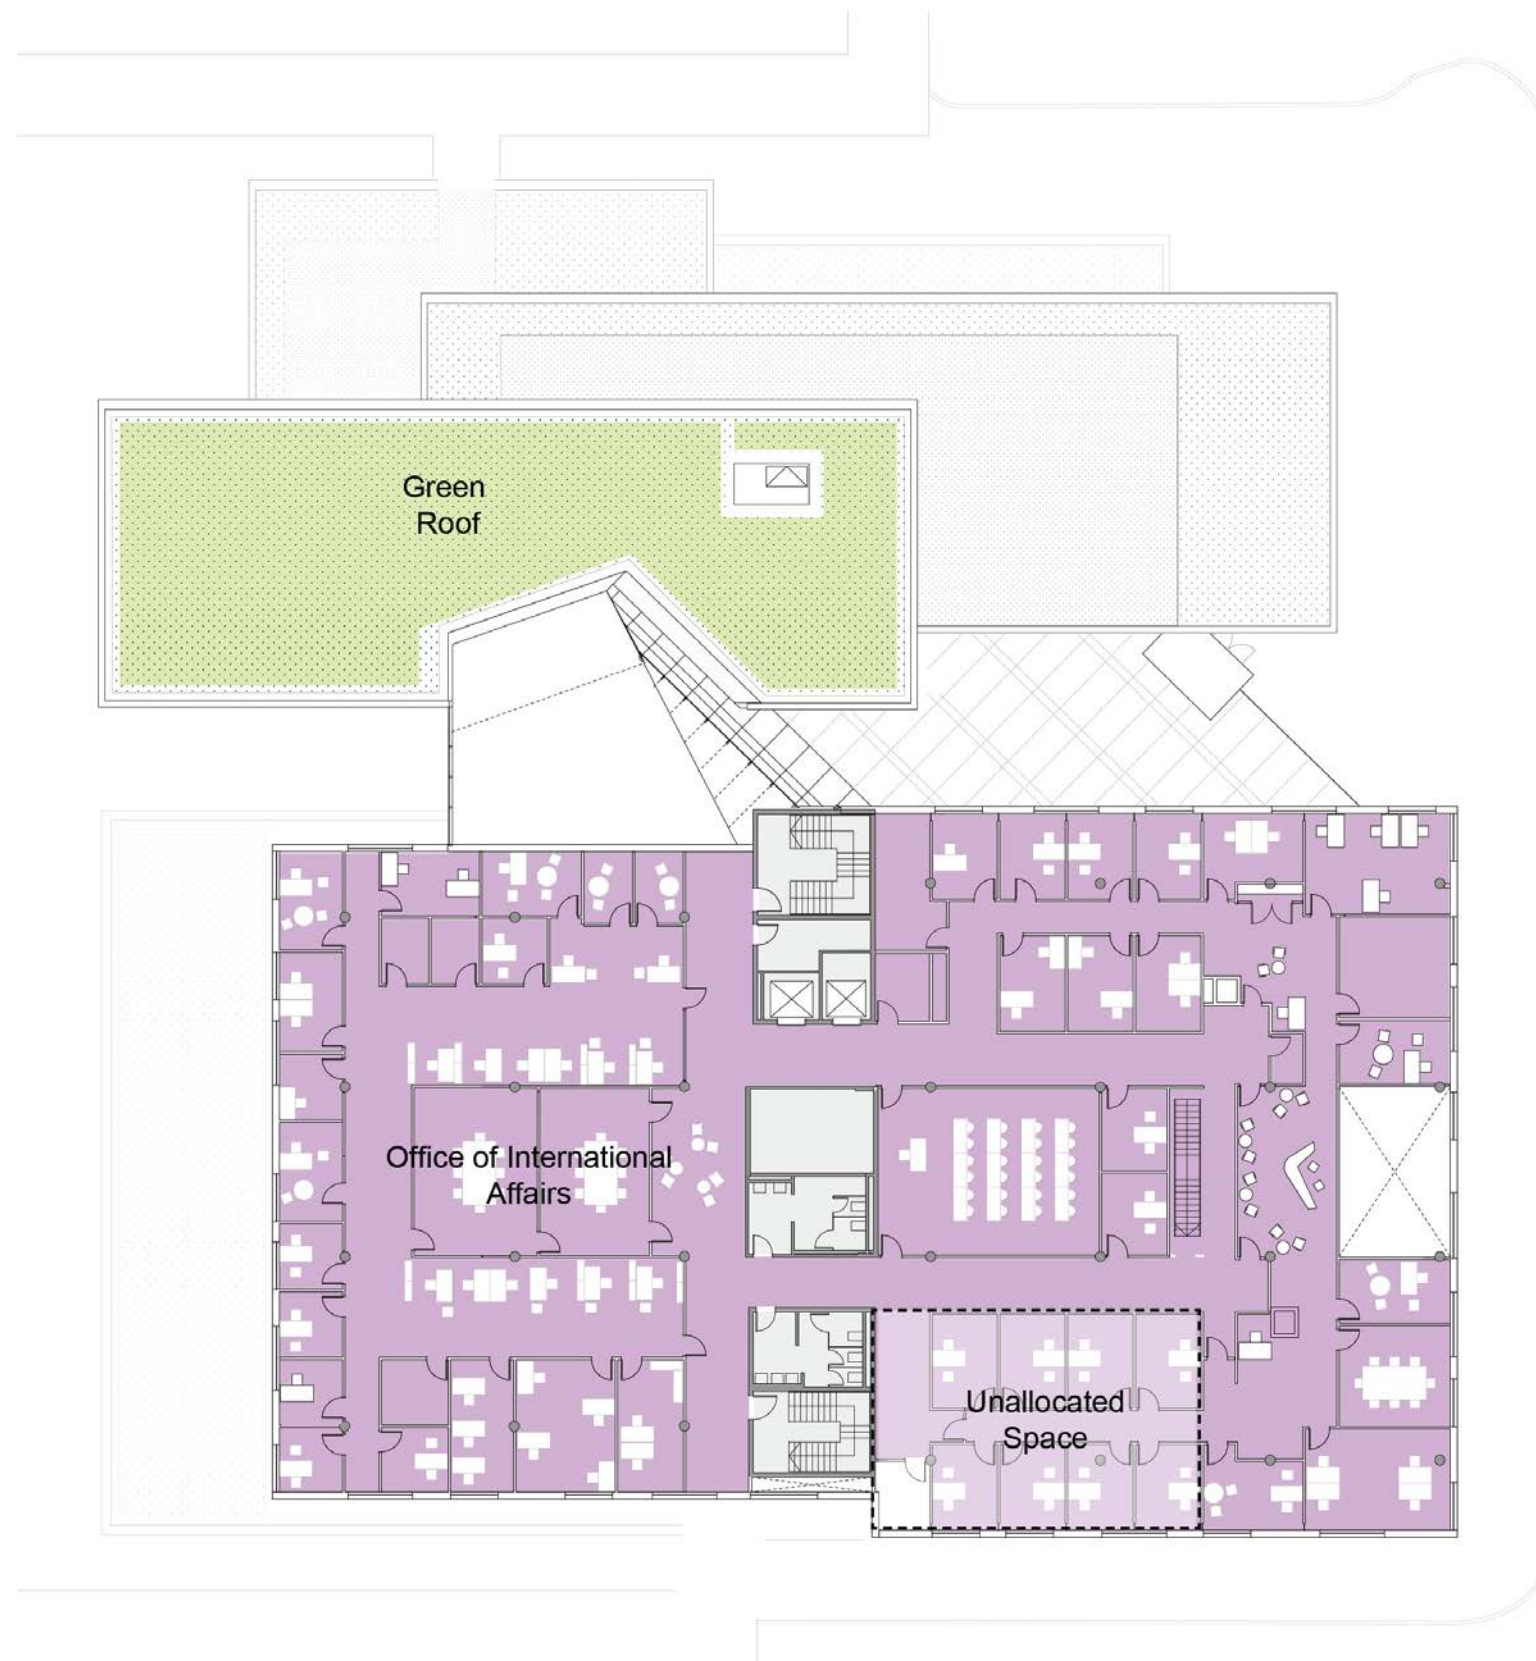 Green
Roof
Office of International
Affairs
Unallocated
Space